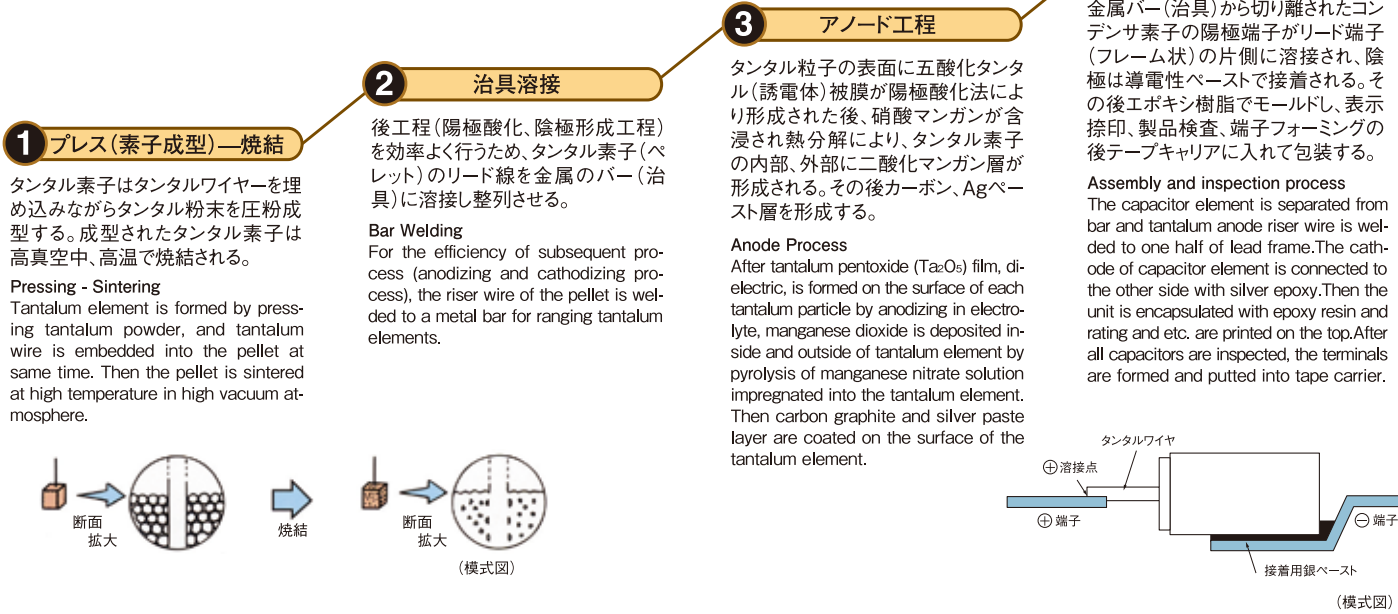 1 プレス（素子成型）―焼結
タンタル素子はタンタルワイヤーを埋
め込みながらタンタル粉末を圧粉成
型する。成型されたタンタル素子は
高真空中、高温で焼結される。
Pressing - Sintering
Tantalum element is formed by press-
ing tantalum powder, and tantalum
wire is embedded into the pellet at
same time. Then the pellet is sintered
at high temperature in high vacuum at-
mosphere.
断面
拡大
焼結
2 治具溶接
後工程（陽極酸化、陰極形成工程）
を効率よく行うため、タンタル素子（ペ
レット）のリード線を金属のバー（治
具）に溶接し整列させる。
Bar Welding
For the efficiency of subsequent pro-
cess (anodizing and cathodizing pro-
cess), the riser wire of the pellet is wel-
ded to a metal bar for ranging tantalum
elements.
断面
拡大
（模式図）
3 アノード工程
タンタル粒子の表面に五酸化タンタ
ル（誘電体）被膜が陽極酸化法によ
り形成された後、硝酸マンガンが含
浸され熱分解により、タンタル素子
の内部、外部に二酸化マンガン層が
形成される。その後カーボン、Agペー
スト層を形成する。
Anode Process
After tantalum pentoxide (Ta₂O₅) film, di-
electric, is formed on the surface of each
tantalum particle by anodizing in electro-
lyte, manganese dioxide is deposited in-
side and outside of tantalum element by
pyrolysis of manganese nitrate solution
impregnated into the tantalum element.
Then carbon graphite and silver paste
layer are coated on the surface of the
tantalum element.
金属バー（治具）から切り離されたコン
デンサ素子の陽極端子がリード端子
（フレーム状）の片側に溶接され、陰
極は導電性ペーストで接着される。そ
の後エポキシ樹脂でモールドし、表示
捺印、製品検査、端子フォーミングの
後テープキャリアに入れて包装する。
Assembly and inspection process
The capacitor element is separated from
bar and tantalum anode riser wire is wel-
ded to one half of lead frame.The cath-
ode of capacitor element is connected to
the other side with silver epoxy.Then the
unit is encapsulated with epoxy resin and
rating and etc. are printed on the top.After
all capacitors are inspected, the terminals
are formed and putted into tape carrier.
タンタルワイヤ
⊕溶接点
⊕ 端子
⊖ 端子
接着用銀ペースト
（模式図）